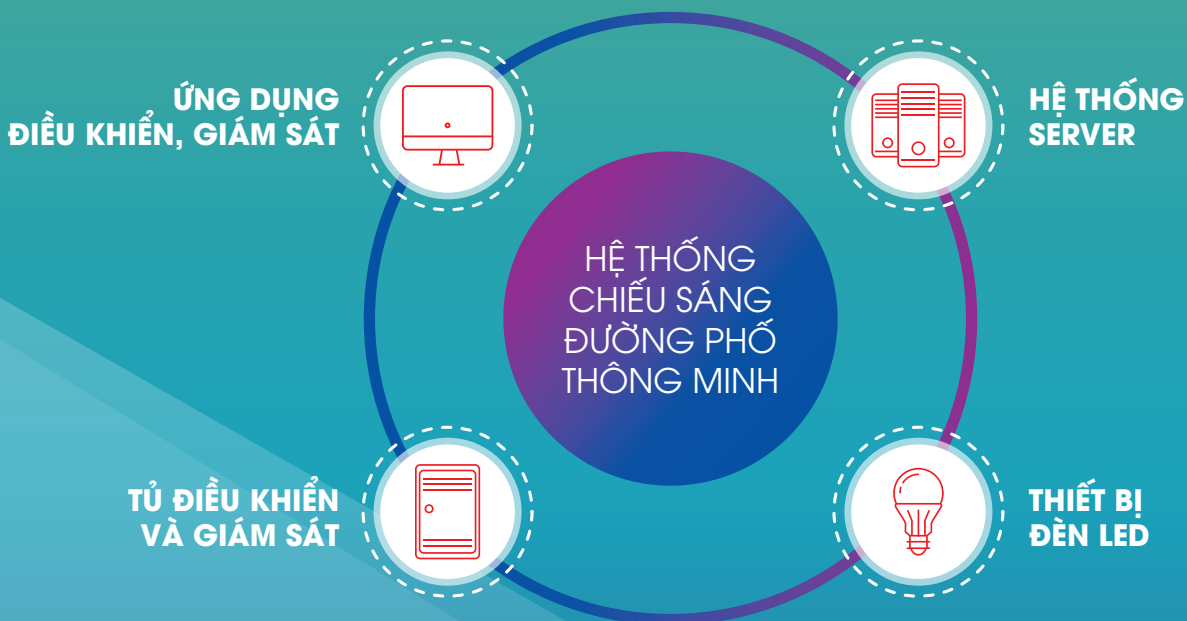 ỨNG DỤNG
ĐIỀU KHIỂN, GIÁM SÁT
HỆ THỐNG
SERVER
HỆ THỐNG
CHIẾU SÁNG
ĐƯỜNG PHỐ
THÔNG MINH
TỦ ĐIỀU KHIỂN
VÀ GIÁM SÁT
THIẾT BỊ
ĐÈN LED